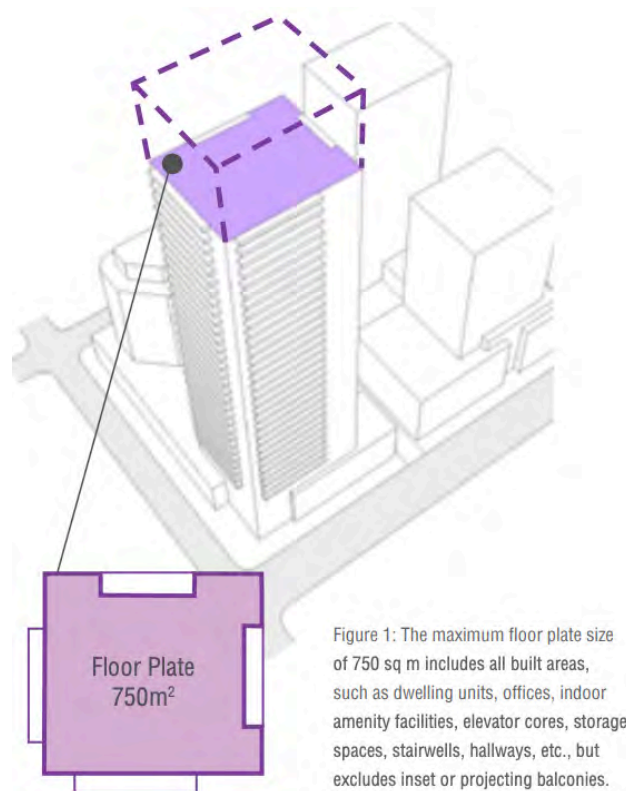 Floor Plate
750m²
Figure 1: The maximum floor plate size
of 750 sq m includes all built areas,
such as dwelling units, offices, indoor
amenity facilities, elevator cores, storage
spaces, stairwells, hallways, etc., but
excludes inset or projecting balconies.